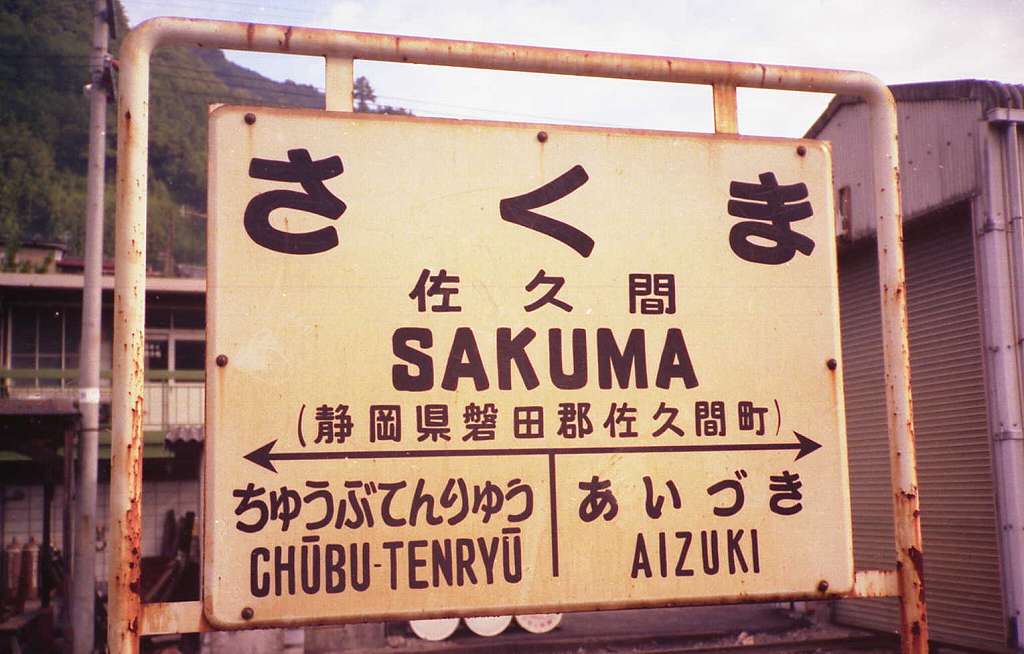 さくま
佐久間
SAKUMA
(静岡県磐田郡佐久間町)
ちゅうぶてんりゅう あいづき
CHŪBU-TENRYŪ AIZUKI